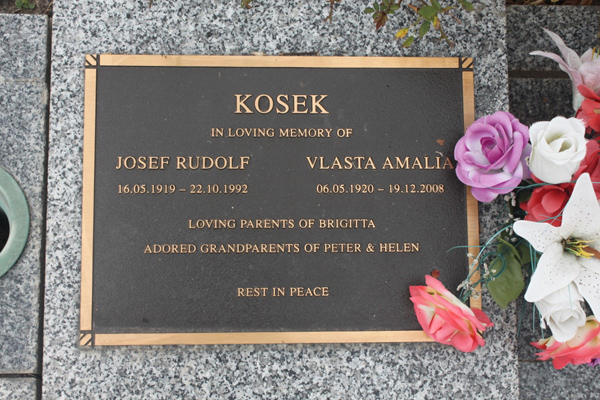 KOSEK
IN LOVING MEMORY OF
JOSEF RUDOLF VLASTA AMALIA
16.05.1919 – 22.10.1992 06.05.1920 – 19.12.2008
LOVING PARENTS OF BRIGITTA
ADORED GRANDPARENTS OF PETER & HELEN
REST IN PEACE